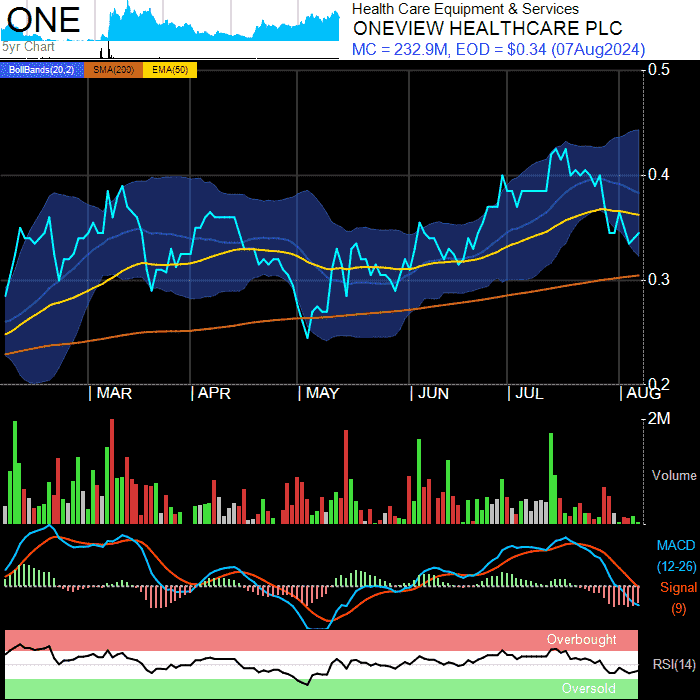 ONE
5yr Chart
Health Care Equipment & Services
ONEVIEW HEALTHCARE PLC
MC = 232.9M, EOD = $0.34 (07Aug2024)
BollBands(20,2) SMA(200) EMA(50)
0.5
0.4
0.3
0.2
MAR APR MAY JUN JUL AUG
2M
Volume
MACD
(12-26)
Signal
(9)
Overbought
RSI(14)
Oversold